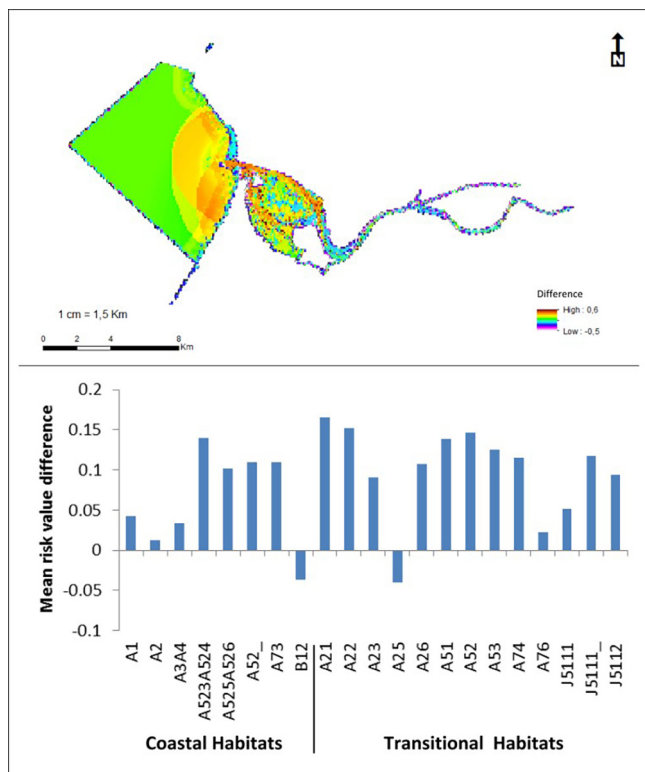 N
Difference
High : 0,6
Low : -0,5
1 cm = 1,5 Km
0 2 4 8
Km
Mean risk value difference
0.2
0.15
0.1
0.05
0
-0.05
-0.1
A1
A2
A3A4
A523A524
A525A526
A52_
A73
B12
A21
A22
A23
A25
A26
A51
A52
A53
A74
A76
J5111
J5111_
J5112
Coastal Habitats
Transitional Habitats